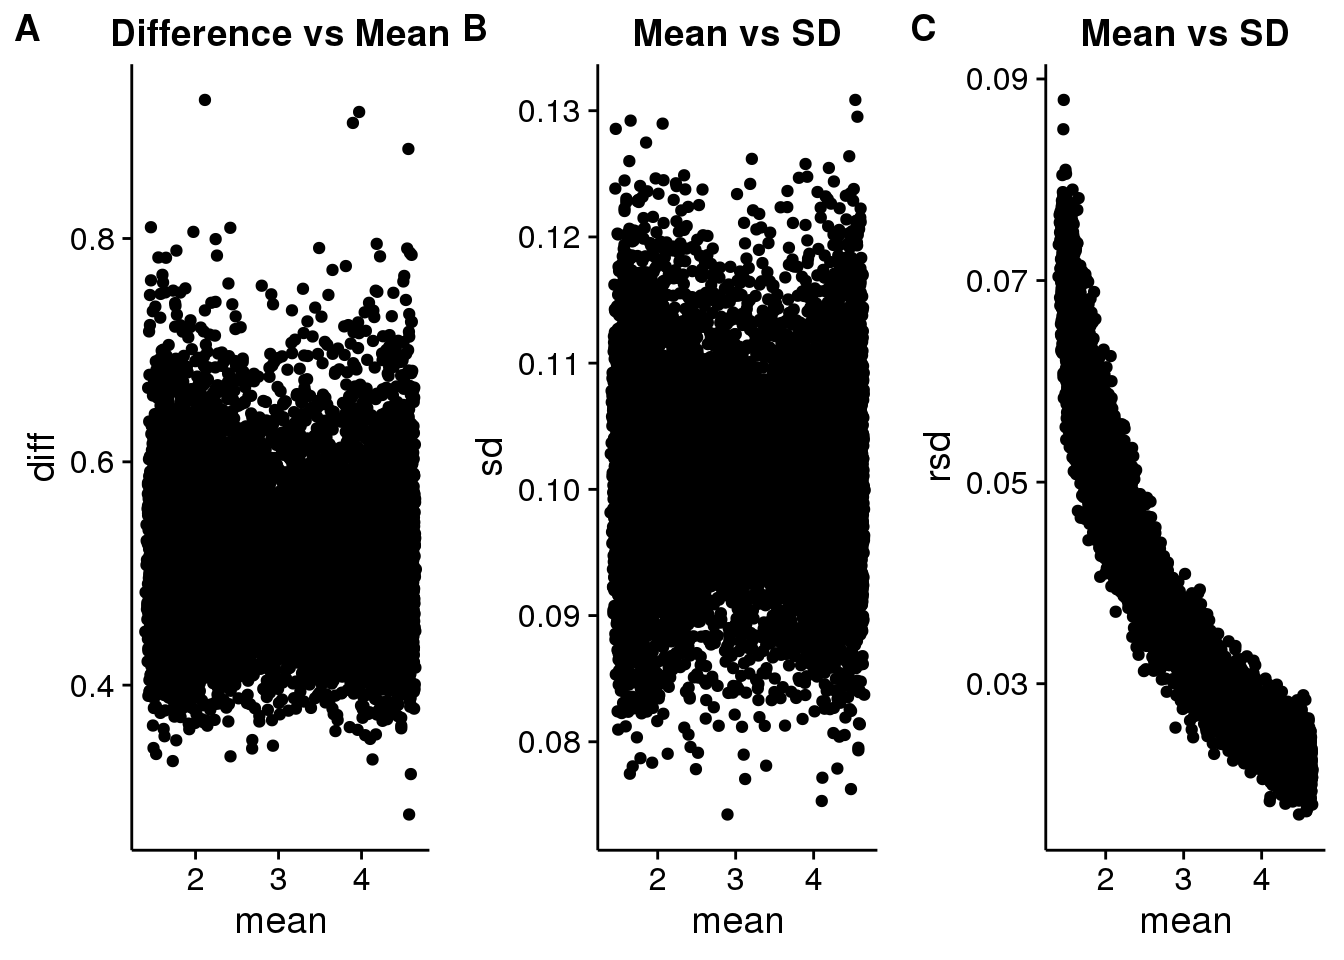 A
Difference vs Mean
diff
0.8
0.6
0.4
2 3 4
mean
B
Mean vs SD
sd
0.13
0.12
0.11
0.10
0.09
0.08
2 3 4
mean
C
Mean vs SD
rsd
0.09
0.07
0.05
0.03
2 3 4
mean